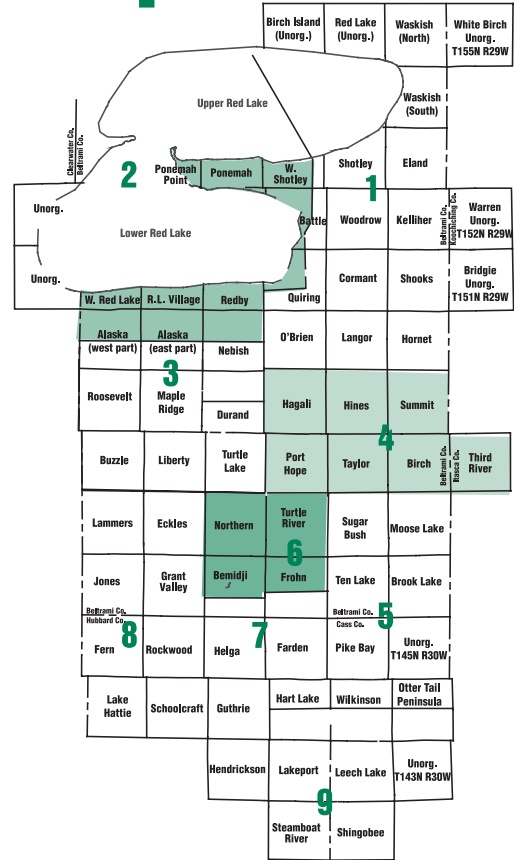 Birch Island
(Unorg.)
Red Lake
(Unorg.)
Waskish
(North)
White Birch
Unorg.
T155N R29W
Upper Red Lake
Waskish
(South)
Clearwater Co.
Beltrami Co.
2
Ponemah
Point
Ponemah
W.
Shotley
Shotley
Eland
1
Unorg.
Lower Red Lake
Battle
Woodrow
Kelliher
Beltrami Co.
Koochiching Co.
Warren
Unorg.
T152N R29W
Unorg.
Cormant
Shooks
Bridgie
Unorg.
T151N R29W
W. Red Lake
R.L. Village
Redby
Quiring
Alaska
(west part)
Alaska
(east part)
Nebish
O'Brien
Langor
Hornet
3
Roosevelt
Maple
Ridge
Durand
Hagali
Hines
Summit
4
Buzzle
Liberty
Turtle
Lake
Port
Hope
Taylor
Birch
Beltrami Co.
Itasca Co.
Third
River
Lammers
Eckles
Northern
Turtle
River
Sugar
Bush
Moose Lake
6
Jones
Grant
Valley
Bemidji
Frohn
Ten Lake
Brook Lake
Beltrami Co.
Hubbard Co.
Beltrami Co.
Cass Co.
5
8
7
Fern
Rockwood
Helga
Farden
Pike Bay
Unorg.
T145N R30W
Lake
Hattie
Schoolcraft
Guthrie
Hart Lake
Wilkinson
Otter Tail
Peninsula
Hendrickson
Lakeport
Leech Lake
Unorg.
T143N R30W
9
Steamboat
River
Shingobee